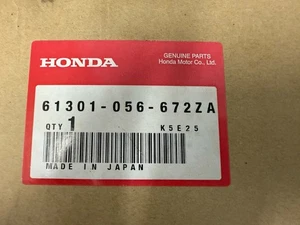 HONDA
GENUINE PARTS
Honda Motor Co., Ltd.
61301-056-672ZA
QTY 1 K5E25
MADE IN JAPAN